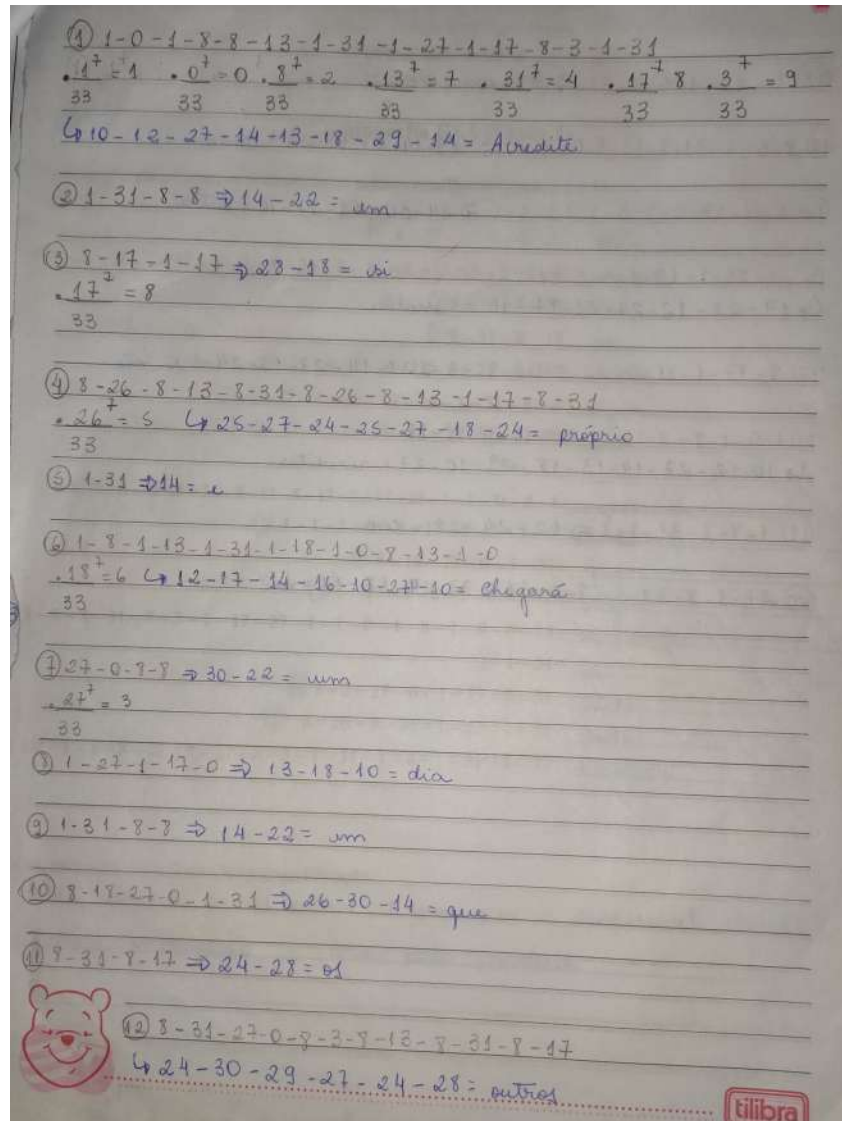 ① 1-0-1-8-8-13-1-31-1-27-1-17-8-3-1-31
. 1⁷ = 1 . 0⁷ = 0 . 8⁷ = 2 . 13⁷ = 7 . 31⁷ = 4 . 17⁷ 8 . 3⁷ = 9
33 33 33 33 33 33 33
↳ 10-12-27-14-13-18-29-14 = Acredite
② 1-31-8-8 ⇒ 14-22 = em
③ 8-17-1-17 ⇒ 28-18 = si
. 17⁷ = 8
33
④ 8-26-8-13-8-31-8-26-8-13-1-17-8-31
. 26⁷ = 5 ↳ 25-27-24-25-27-18-24 = próprio
33
⑤ 1-31 ⇒ 14 = e
⑥ 1-8-1-13-1-31-1-18-1-0-8-13-1-0
. 18⁷ = 6 ↳ 12-17-14-16-10-27-10 = Chegará
33
⑦ 27-0-8-8 ⇒ 30-22 = um
. 27⁷ = 3
33
⑧ 1-27-1-17-0 ⇒ 13-18-10 = dia
⑨ 1-31-8-8 ⇒ 14-22 = em
⑩ 8-18-27-0-1-31 ⇒ 26-30-14 = que
⑪ 8-31-8-17 ⇒ 24-28 = os
⑫ 8-31-27-0-8-3-8-13-8-31-8-17
↳ 24-30-29-27-24-28 = outros
tilibra